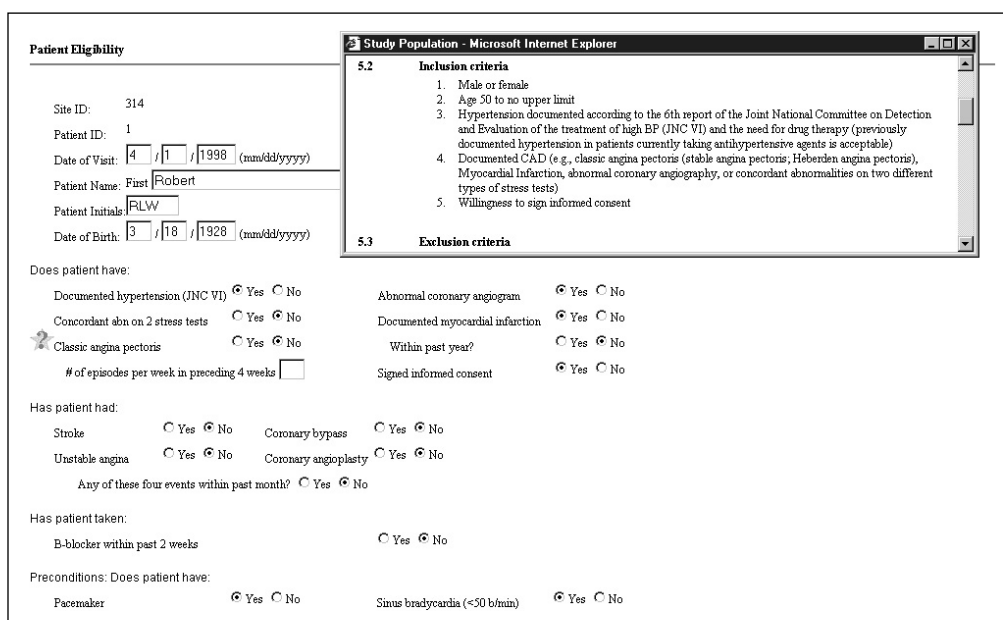 Patient Eligibility
Study Population - Microsoft Internet Explorer
5.2 Inclusion criteria
1. Male or female
2. Age 50 to no upper limit
3. Hypertension documented according to the 6th report of the Joint National Committee on Detection
and Evaluation of the treatment of high BP (JNC VI) and the need for drug therapy (previously
documented hypertension in patients currently taking antihypertensive agents is acceptable)
4. Documented CAD (e.g., classic angina pectoris (stable angina pectoris; Heberden angina pectoris),
Myocardial Infarction, abnormal coronary angiography, or concordant abnormalities on two different
types of stress tests)
5. Willingness to sign informed consent
5.3 Exclusion criteria
Site ID: 314
Patient ID: 1
Date of Visit: 4 / 1 / 1998 (mm/dd/yyyy)
Patient Name: First Robert
Patient Initials: RLW
Date of Birth: 3 / 18 / 1928 (mm/dd/yyyy)
Does patient have:
Documented hypertension (JNC VI) Yes No Abnormal coronary angiogram Yes No
Concordant abn on 2 stress tests Yes No Documented myocardial infarction Yes No
? Classic angina pectoris Yes No Within past year? Yes No
# of episodes per week in preceding 4 weeks Signed informed consent Yes No
Has patient had:
Stroke Yes No Coronary bypass Yes No
Unstable angina Yes No Coronary angioplasty Yes No
Any of these four events within past month? Yes No
Has patient taken:
B-blocker within past 2 weeks Yes No
Preconditions: Does patient have:
Pacemaker Yes No Sinus bradycardia (<50 b/min) Yes No